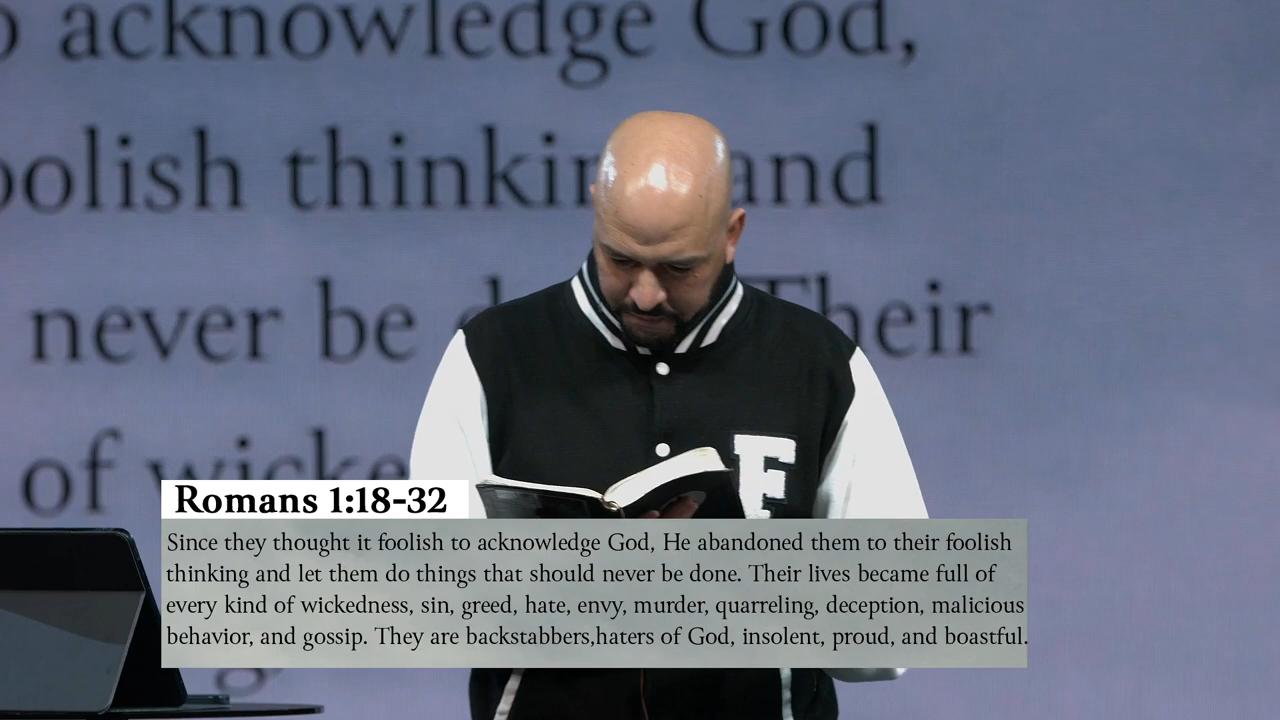 o acknowledge God,
oolish thinkin and
never be d Their
of wicke
F
Romans 1:18-32
Since they thought it foolish to acknowledge God, He abandoned them to their foolish
thinking and let them do things that should never be done. Their lives became full of
every kind of wickedness, sin, greed, hate, envy, murder, quarreling, deception, malicious
behavior, and gossip. They are backstabbers,haters of God, insolent, proud, and boastful.